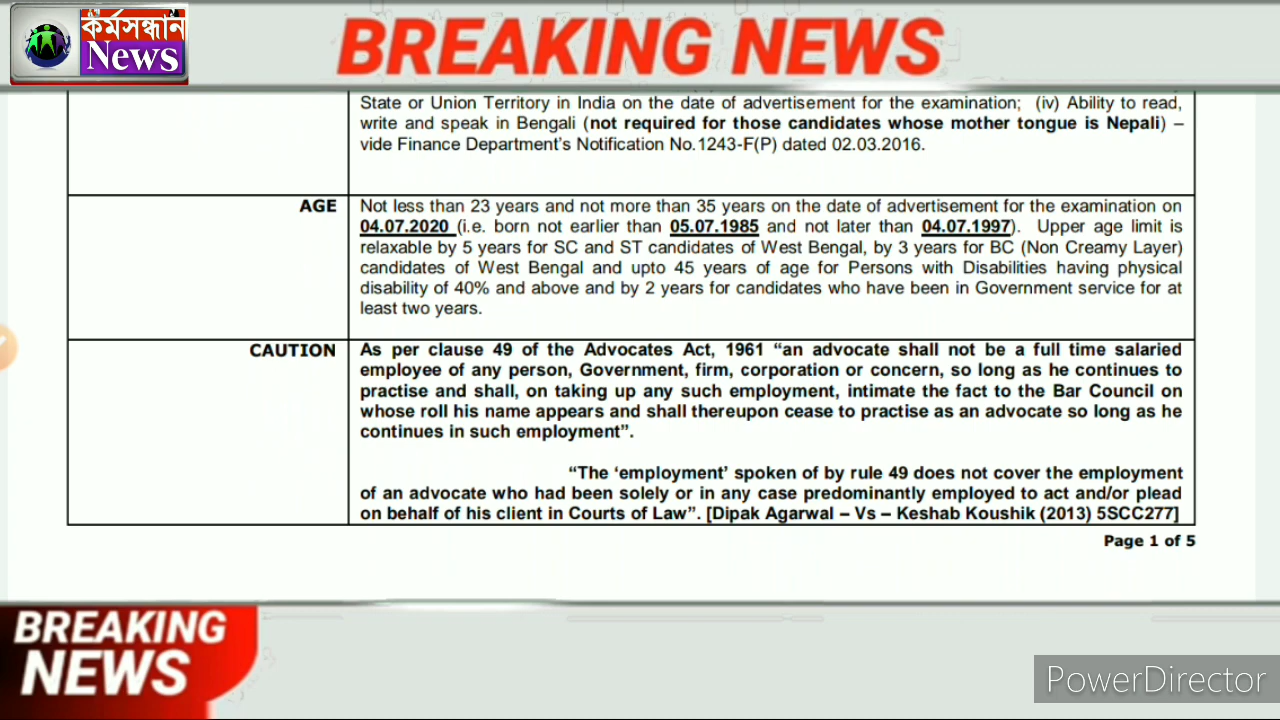 কর্মসন্ধান
News
BREAKING NEWS
State or Union Territory in India on the date of advertisement for the examination; (iv) Ability to read,
write and speak in Bengali (not required for those candidates whose mother tongue is Nepali) –
vide Finance Department's Notification No.1243-F(P) dated 02.03.2016.
AGE
Not less than 23 years and not more than 35 years on the date of advertisement for the examination on
04.07.2020 (i.e. born not earlier than 05.07.1985 and not later than 04.07.1997). Upper age limit is
relaxable by 5 years for SC and ST candidates of West Bengal, by 3 years for BC (Non Creamy Layer)
candidates of West Bengal and upto 45 years of age for Persons with Disabilities having physical
disability of 40% and above and by 2 years for candidates who have been in Government service for at
least two years.
CAUTION
As per clause 49 of the Advocates Act, 1961 “an advocate shall not be a full time salaried
employee of any person, Government, firm, corporation or concern, so long as he continues to
practise and shall, on taking up any such employment, intimate the fact to the Bar Council on
whose roll his name appears and shall thereupon cease to practise as an advocate so long as he
continues in such employment”.
“The ‘employment’ spoken of by rule 49 does not cover the employment
of an advocate who had been solely or in any case predominantly employed to act and/or plead
on behalf of his client in Courts of Law”. [Dipak Agarwal – Vs – Keshab Koushik (2013) 5SCC277]
Page 1 of 5
BREAKING
NEWS
PowerDirector